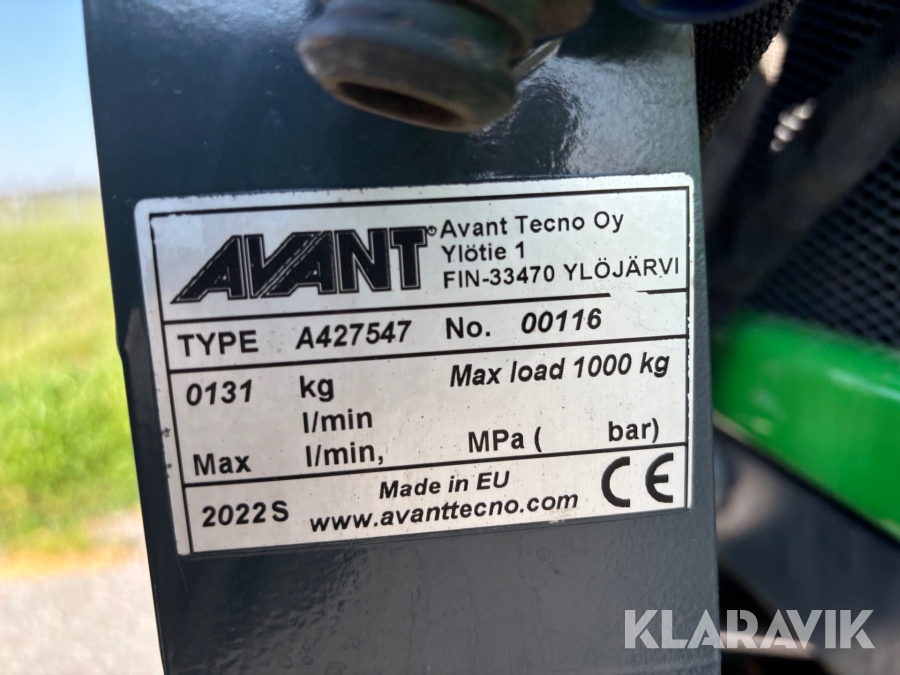 AVANT® Avant Tecno Oy
Ylötie 1
FIN-33470 YLÖJÄRVI
TYPE A427547 No. 00116
0131 kg Max load 1000 kg
l/min
Max l/min, MPa ( bar)
2022S Made in EU CE
www.avanttecno.com
KLARAVIK